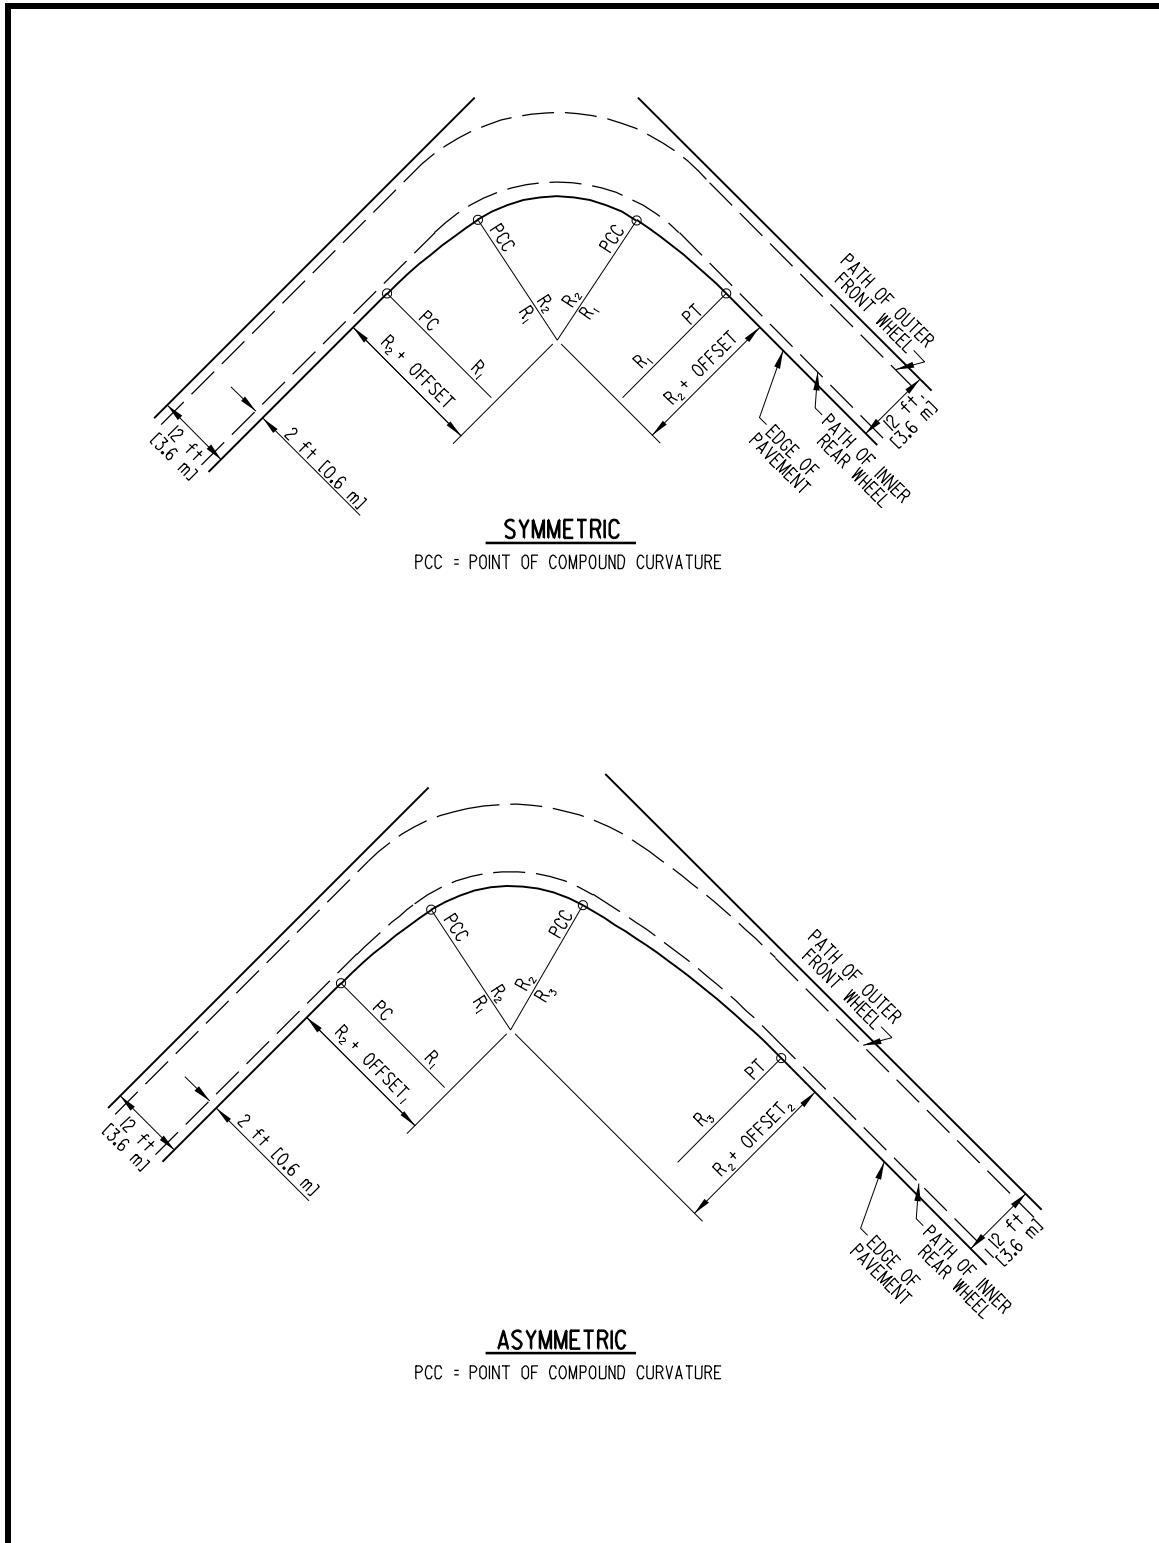 PCC
PCC
R₂
R₁
R₂
R₁
PC
R₁
R₂ + OFFSET
PT
R₁
R₂ + OFFSET
PATH OF OUTER
FRONT WHEEL
12 ft
[3.6 m]
2 ft [0.6 m]
EDGE OF
PAVEMENT
PATH OF INNER
REAR WHEEL
12 ft
[3.6 m]
SYMMETRIC
PCC = POINT OF COMPOUND CURVATURE
PCC
PCC
R₂
R₁
R₂
R₃
PC
R₁
R₂ + OFFSET₁
PT
R₃
R₂ + OFFSET₂
PATH OF OUTER
FRONT WHEEL
12 ft
[3.6 m]
2 ft [0.6 m]
EDGE OF
PAVEMENT
PATH OF INNER
REAR WHEEL
12 ft
[3.6 m]
ASYMMETRIC
PCC = POINT OF COMPOUND CURVATURE